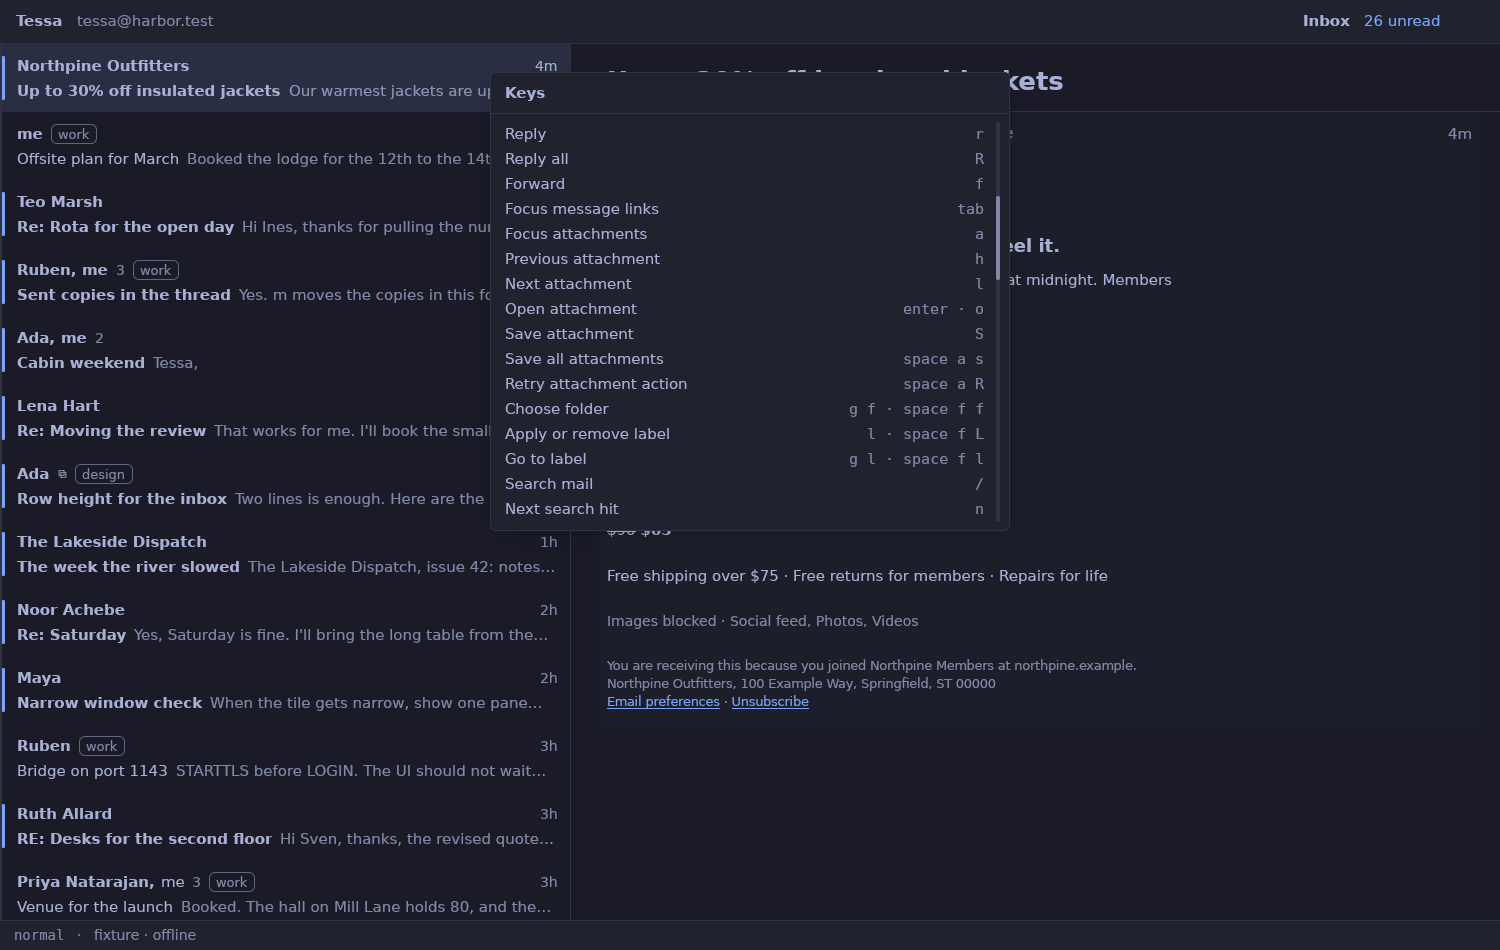 Tessa tessa@harbor.test
Inbox 26 unread
Northpine Outfitters 4m
Up to 30% off insulated jackets Our warmest jackets are
me work
Offsite plan for March Booked the lodge for the 12th to the
Teo Marsh
Re: Rota for the open day Hi Ines, thanks for pulling the
Ruben, me 3 work
Sent copies in the thread Yes. m moves the copies in this
Ada, me 2
Cabin weekend Tessa,
Lena Hart
Re: Moving the review That works for me. I'll book the small
Ada design
Row height for the inbox Two lines is enough. Here are the
The Lakeside Dispatch 1h
The week the river slowed The Lakeside Dispatch, issue 42: notes…
Noor Achebe 2h
Re: Saturday Yes, Saturday is fine. I'll bring the long table from the…
Maya 2h
Narrow window check When the tile gets narrow, show one pane…
Ruben work 3h
Bridge on port 1143 STARTTLS before LOGIN. The UI should not wait…
Ruth Allard 3h
RE: Desks for the second floor Hi Sven, thanks, the revised quote…
Priya Natarajan, me 3 work 3h
Venue for the launch Booked. The hall on Mill Lane holds 80, and the…
Keys
Reply r
Reply all R
Forward f
Focus message links tab
Focus attachments a
Previous attachment h
Next attachment l
Open attachment enter · o
Save attachment S
Save all attachments space a s
Retry attachment action space a R
Choose folder g f · space f f
Apply or remove label l · space f L
Go to label g l · space f l
Search mail /
Next search hit n
4m
at midnight. Members
Free shipping over $75 · Free returns for members · Repairs for life
Images blocked · Social feed, Photos, Videos
You are receiving this because you joined Northpine Members at northpine.example.
Northpine Outfitters, 100 Example Way, Springfield, ST 00000
Email preferences · Unsubscribe
normal · fixture · offline